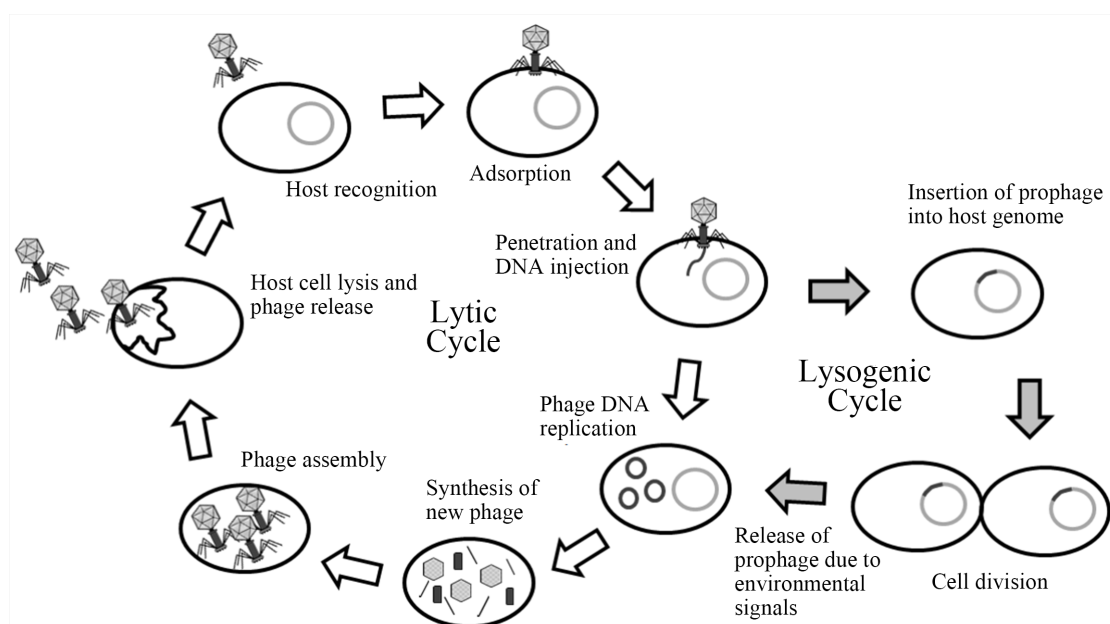 Host recognition
Adsorption
Penetration and
DNA injection
Insertion of prophage
into host genome
Host cell lysis and
phage release
Lytic
Cycle
Lysogenic
Cycle
Phage DNA
replication
Phage assembly
Synthesis of
new phage
Release of
prophage due to
environmental
signals
Cell division